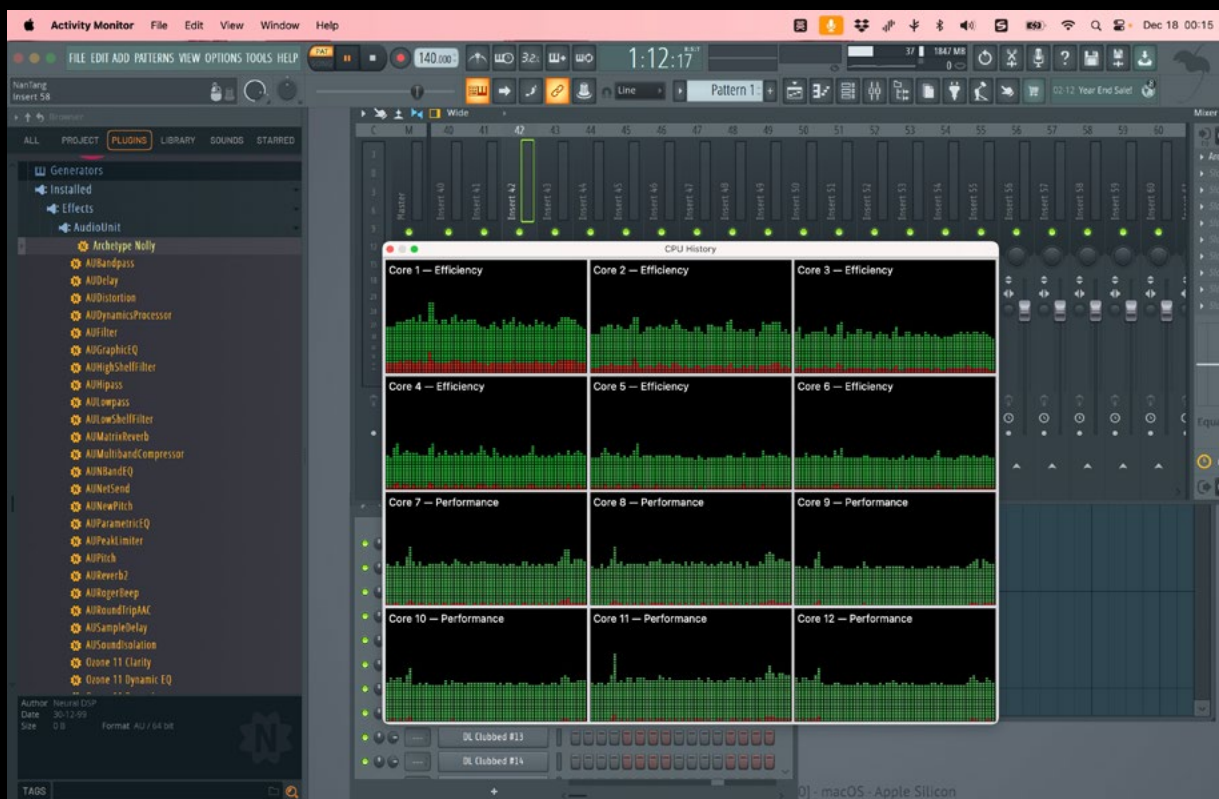 Activity Monitor File Edit View Window Help
Dec 18 00:15
FILE EDIT ADD PATTERNS VIEW OPTIONS TOOLS HELP
PAT
140.000
1:12:17
37 1847 MB
0
NanTang
Insert 58
Line
Pattern 1
02:12 Year End Sale!
Browser
Wide
Mixer
ALL PROJECT PLUGINS LIBRARY SOUNDS STARRED
C M 40 41 42 43 44 45 46 47 48 49 50 51 52 53 54 55 56 57 58 59 60
Master Insert 40 Insert 41 Insert 42 Insert 43 Insert 44 Insert 45 Insert 46 Insert 47 Insert 48 Insert 49 Insert 50 Insert 51 Insert 52 Insert 53 Insert 54 Insert 55 Insert 56 Insert 57 Insert 58 Insert 59 Insert 60
Generators
Installed
Effects
AudioUnit
Archetype Nolly
AUBandpass
AUDelay
AUDistortion
AUDynamicsProcessor
AUFilter
AUGraphicEQ
AUHighShelfFilter
AUHipass
AULowpass
AULowShelfFilter
AUMatrixReverb
AUMultibandCompressor
AUNBandEQ
AUNetSend
AUNewPitch
AUParametricEQ
AUPeakLimiter
AUPitch
AUReverb2
AURogerBeep
AURoundTripAAC
AUSampleDelay
AUSoundIsolation
Ozone 11 Clarity
Ozone 11 Dynamic EQ
CPU History
Core 1 — Efficiency
Core 2 — Efficiency
Core 3 — Efficiency
Core 4 — Efficiency
Core 5 — Efficiency
Core 6 — Efficiency
Core 7 — Performance
Core 8 — Performance
Core 9 — Performance
Core 10 — Performance
Core 11 — Performance
Core 12 — Performance
Equa
Author Neural DSP
Date 30-12-99
Size 0 B Format AU / 64 bit
DL Clubbed #13
DL Clubbed #14
TAGS
0] - macOS - Apple Silicon